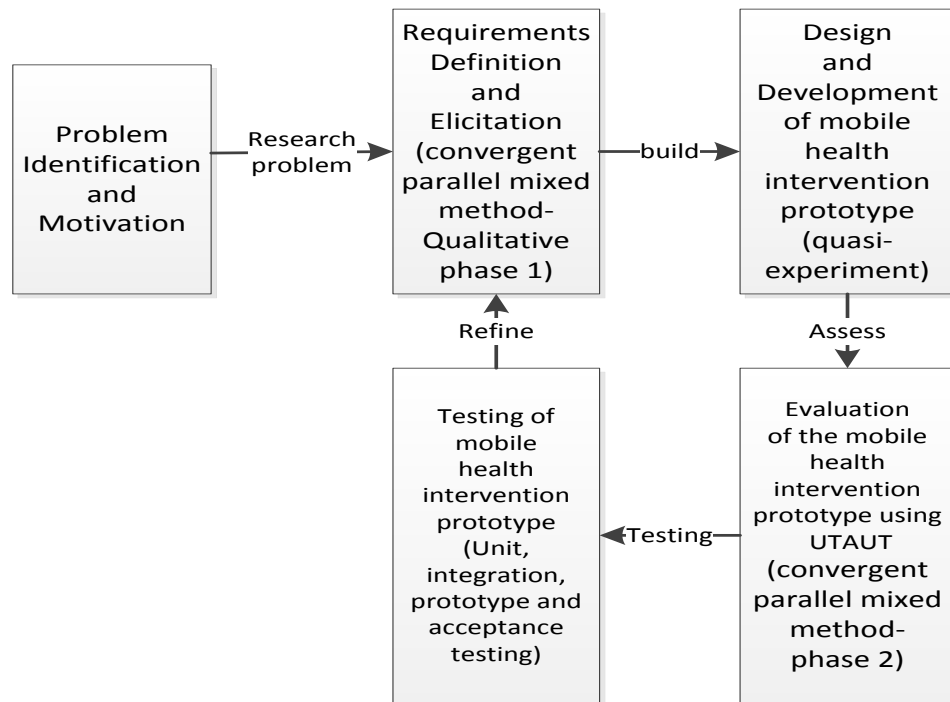 Problem
Identification
and
Motivation
Research
problem
Requirements
Definition
and
Elicitation
(convergent
parallel mixed
method-
Qualitative
phase 1)
build
Design
and
Development
of mobile
health
intervention
prototype
(quasi-
experiment)
Assess
Evaluation
of the mobile
health
intervention
prototype using
UTAUT
(convergent
parallel mixed
method-
phase 2)
Testing
Testing of
mobile
health
intervention
prototype
(Unit,
integration,
prototype and
acceptance
testing)
Refine